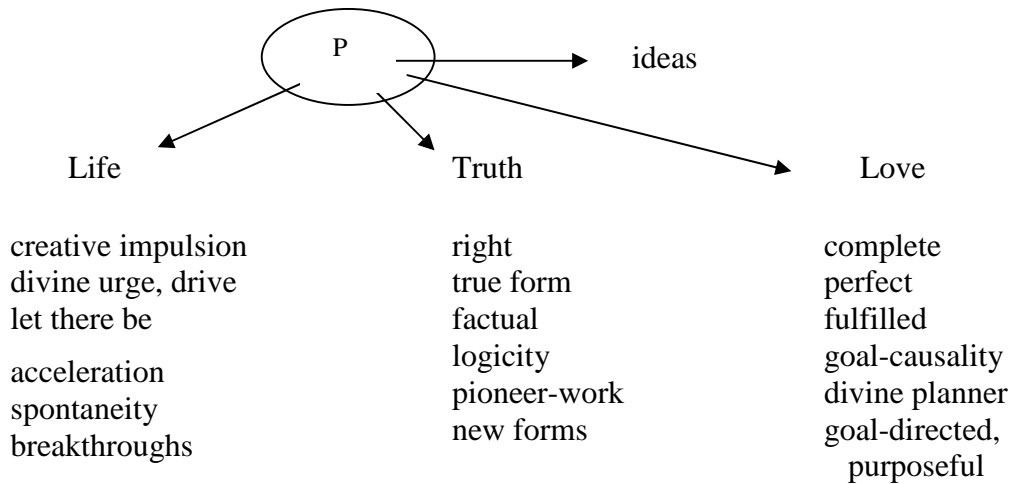 P
ideas
Life
Truth
Love
creative impulsion
divine urge, drive
let there be
acceleration
spontaneity
breakthroughs
right
true form
factual
logicity
pioneer-work
new forms
complete
perfect
fulfilled
goal-causality
divine planner
goal-directed,
purposeful